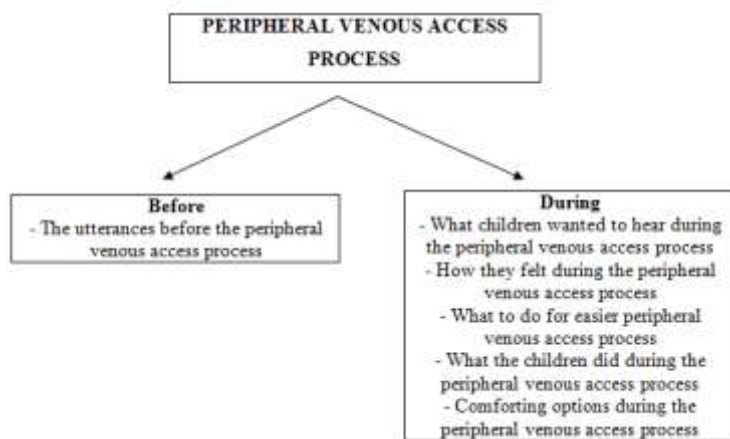 PERIPHERAL VENOUS ACCESS
PROCESS
Before
- The utterances before the peripheral
venous access process
During
- What children wanted to hear during
the peripheral venous access process
- How they felt during the peripheral
venous access process
- What to do for easier peripheral
venous access process
- What the children did during the
peripheral venous access process
- Comforting options during the
peripheral venous access process